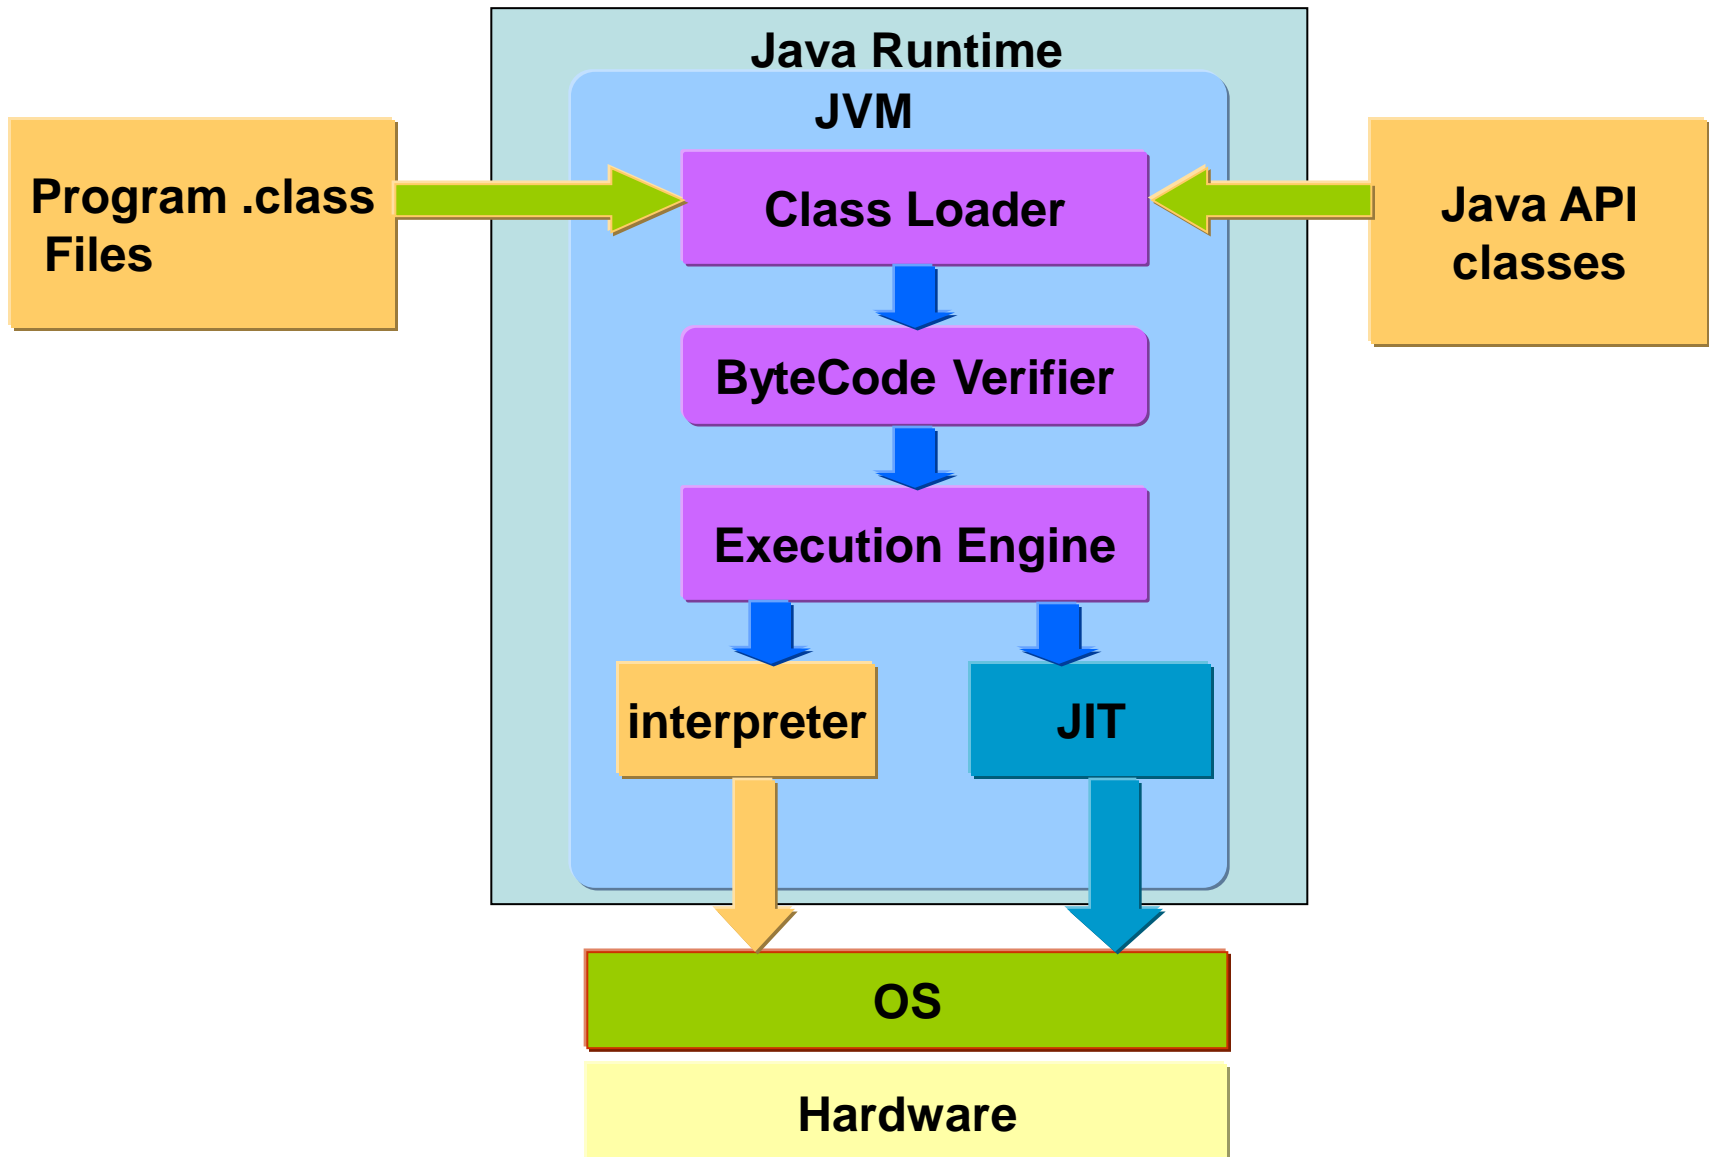 Java Runtime
JVM
Program .class
Files
Class Loader
Java API
classes
ByteCode Verifier
Execution Engine
interpreter
JIT
OS
Hardware